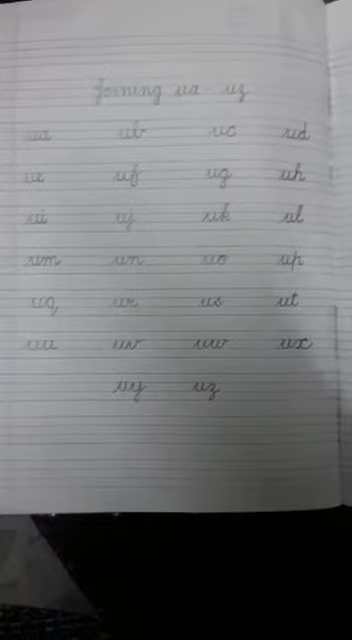 Joining ua uz
ua ub uc ud
ue uf ug uh
ui uj uk ul
um un uo up
uq ur us ut
uu uv uw ux
uy uz